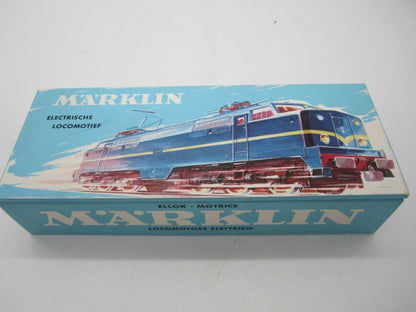 MÄRKLIN
ELECTRISCHE
LOCOMOTIEF
ELLOK · MOTRICE
MÄRKLIN
LOCOMOTORE ELETTRICO